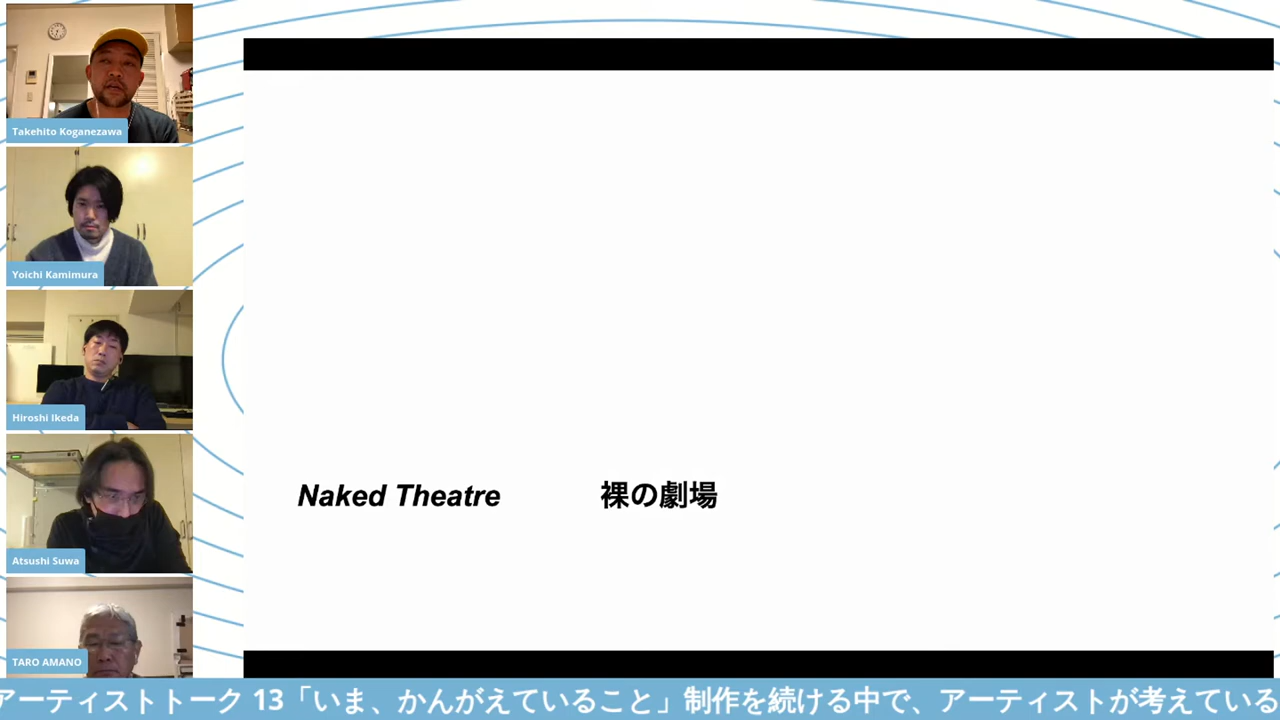 Takehito Koganezawa
Yoichi Kamimura
Hiroshi Ikeda
Atsushi Suwa
TARO AMANO
Naked Theatre 裸の劇場
アーティストトーク 13「いま、かんがえていること」制作を続ける中で、アーティストが考えている